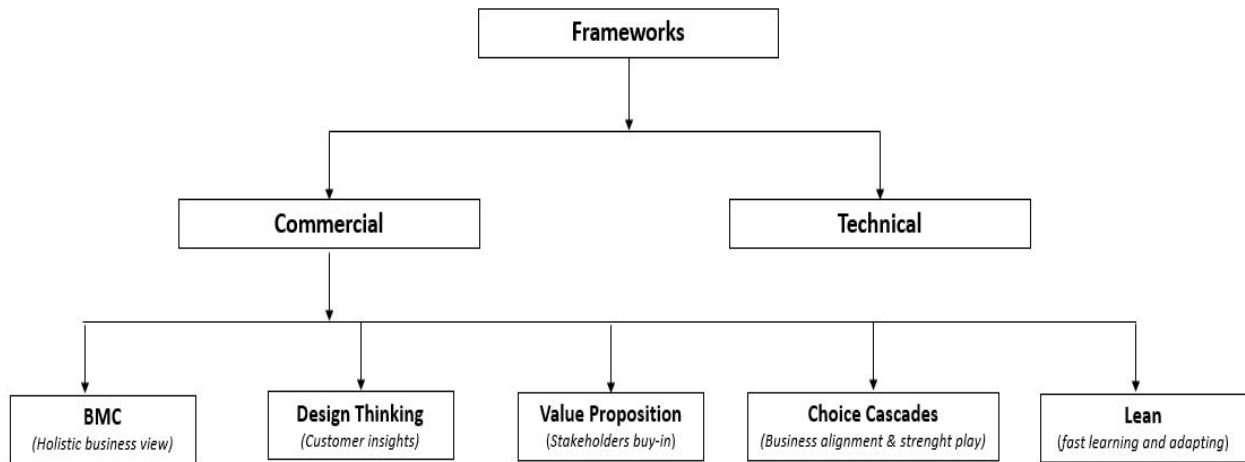 Frameworks
Commercial
Technical
BMC
(Holistic business view)
Design Thinking
(Customer insights)
Value Proposition
(Stakeholders buy-in)
Choice Cascades
(Business alignment & strenght play)
Lean
(fast learning and adapting)